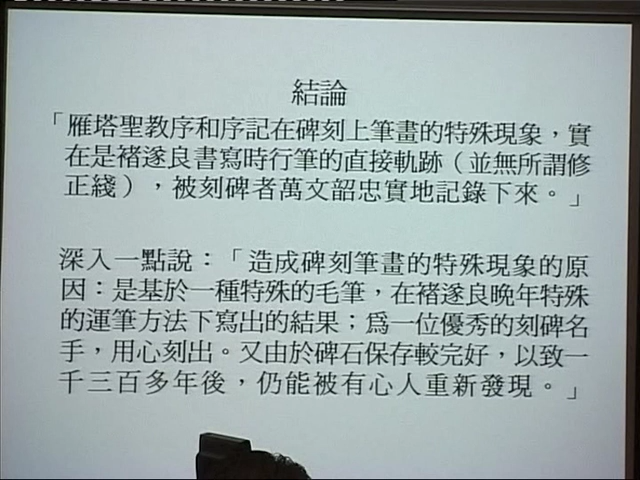 結論
「雁塔聖教序和序記在碑刻上筆畫的特殊現象，實
在是褚遂良書寫時行筆的直接軌跡（並無所謂修
正綫），被刻碑者萬文韶忠實地記錄下來。」
深入一點說：「造成碑刻筆畫的特殊現象的原
因：是基於一種特殊的毛筆，在褚遂良晚年特殊
的運筆方法下寫出的結果；爲一位優秀的刻碑名
手，用心刻出。又由於碑石保存較完好，以致一
千三百多年後，仍能被有心人重新發現。」